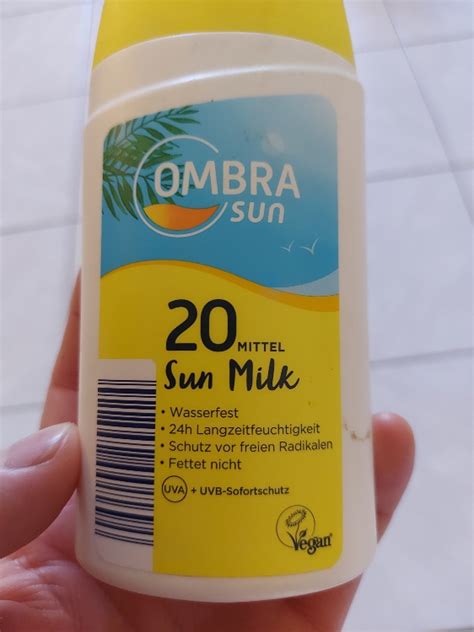 OMBRA
sun
20 MITTEL
Sun Milk
• Wasserfest
• 24h Langzeitfeuchtigkeit
• Schutz vor freien Radikalen
• Fettet nicht
UVA + UVB-Sofortschutz
Vegan